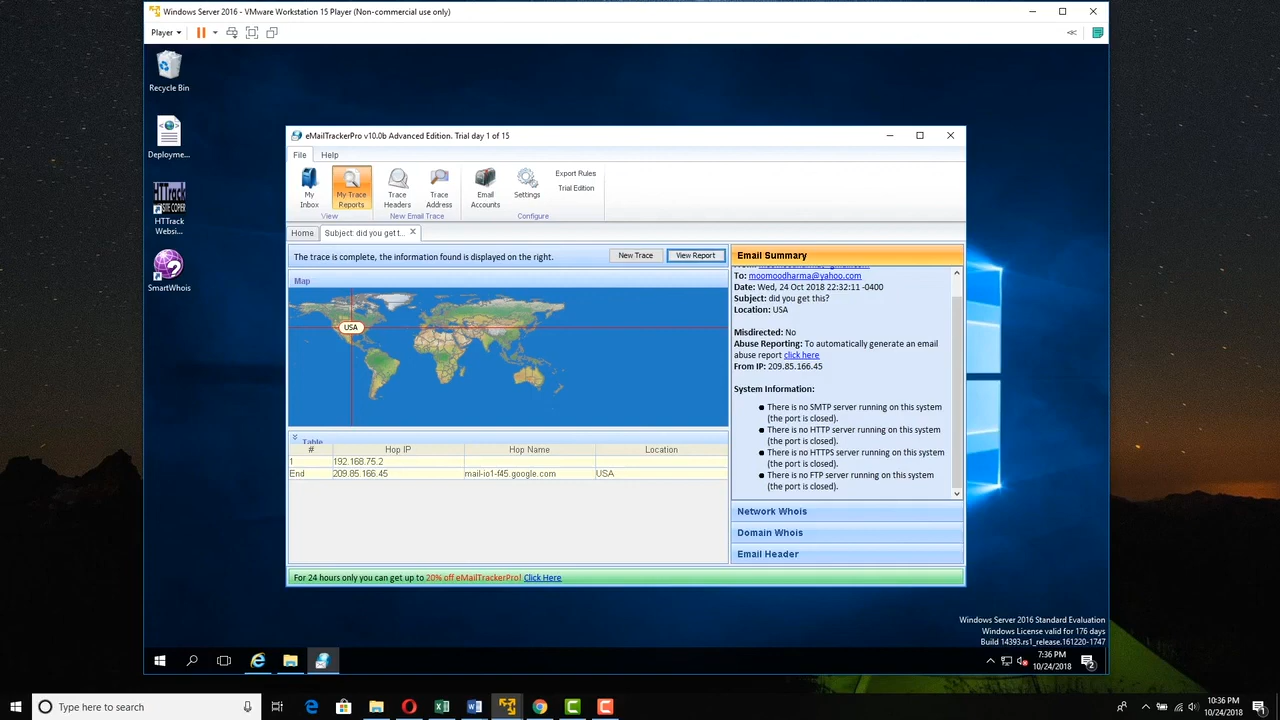 Windows Server 2016 - VMware Workstation 15 Player (Non-commercial use only)
Player
Recycle Bin
Deployme...
HTTrack
Websi...
SmartWhois
eMailTrackerPro v10.0b Advanced Edition. Trial day 1 of 15
File Help
My Inbox
My Trace Reports
Trace Headers
Trace Address
Email Accounts
Settings
Export Rules
Trial Edition
View
New Email Trace
Configure
Home
Subject: did you get t...
The trace is complete, the information found is displayed on the right.
New Trace
View Report
Map
USA
Table
# Hop IP Hop Name Location
1 192.168.75.2
End 209.85.166.45 mail-io1-f45.google.com USA
Email Summary
To: moomoodharma@yahoo.com
Date: Wed, 24 Oct 2018 22:32:11 -0400
Subject: did you get this?
Location: USA
Misdirected: No
Abuse Reporting: To automatically generate an email
abuse report click here
From IP: 209.85.166.45
System Information:
There is no SMTP server running on this system
(the port is closed).
There is no HTTP server running on this system
(the port is closed).
There is no HTTPS server running on this system
(the port is closed).
There is no FTP server running on this system
(the port is closed).
Network Whois
Domain Whois
Email Header
For 24 hours only you can get up to 20% off eMailTrackerPro! Click Here
Windows Server 2016 Standard Evaluation
Windows License valid for 176 days
Build 14393.rs1_release.161220-1747
7:36 PM
10/24/2018
2
Type here to search
10:36 PM
10/24/2018